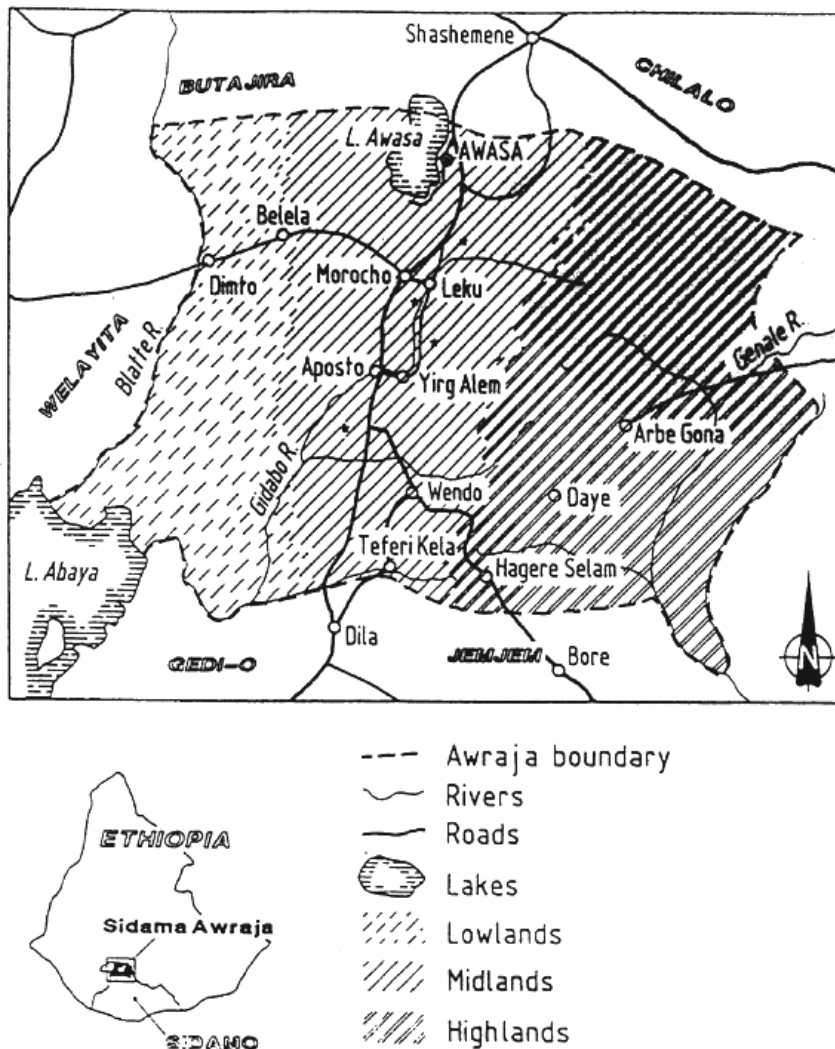 Shashemene
BUTAJIRA
CHILALO
L. Awasa
AWASA
Belela
Morocho
Leku
Dimto
WELAYITA
Blatte R.
Genale R.
Aposto
Yirg Alem
Arbe Gona
Gidabo R.
Wendo
Daye
Teferi Kela
L. Abaya
Hagere Selam
Dila
GEDI-O
JEMJEM
Bore
N
Awraja boundary
Rivers
Roads
Lakes
Lowlands
Midlands
Highlands
ETHIOPIA
Sidama Awraja
SIDAMO